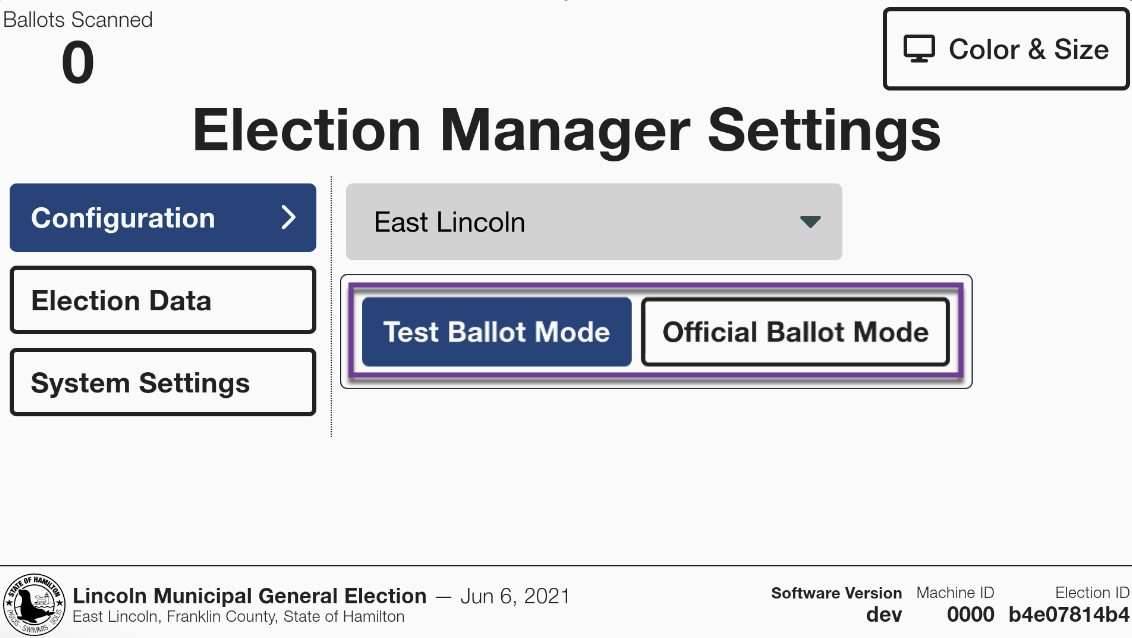 Ballots Scanned
0
Color & Size
Election Manager Settings
Configuration
East Lincoln
Election Data
Test Ballot Mode
Official Ballot Mode
System Settings
STATE OF HAMILTON
Lincoln Municipal General Election — Jun 6, 2021
East Lincoln, Franklin County, State of Hamilton
Software Version
dev
Machine ID
0000
Election ID
b4e07814b4